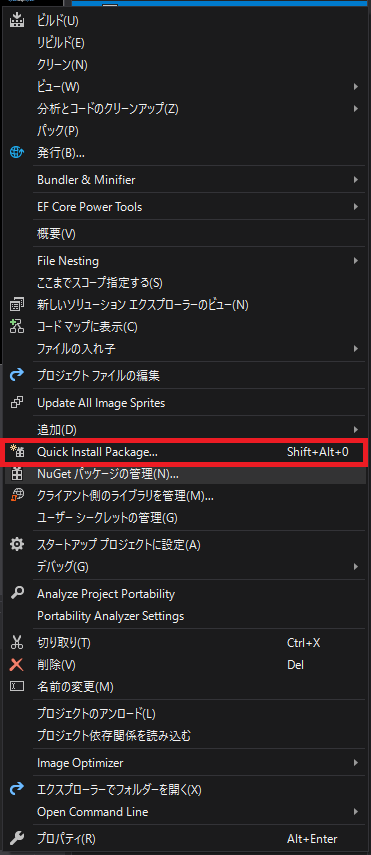 ビルド(U)
リビルド(E)
クリーン(N)
ビュー(W)
分析とコードのクリーンアップ(Z)
パック(P)
発行(B)...
Bundler & Minifier
EF Core Power Tools
概要(V)
File Nesting
ここまでスコープ指定する(S)
新しいソリューション エクスプローラーのビュー(N)
コード マップに表示(C)
ファイルの入れ子
プロジェクト ファイルの編集
Update All Image Sprites
追加(D)
Quick Install Package... Shift+Alt+0
NuGet パッケージの管理(N)...
クライアント側のライブラリを管理(M)...
ユーザー シークレットの管理(G)
スタートアップ プロジェクトに設定(A)
デバッグ(G)
Analyze Project Portability
Portability Analyzer Settings
切り取り(T) Ctrl+X
削除(V) Del
名前の変更(M)
プロジェクトのアンロード(L)
プロジェクト依存関係を読み込む
Image Optimizer
エクスプローラーでフォルダーを開く(X)
Open Command Line
プロパティ(R) Alt+Enter